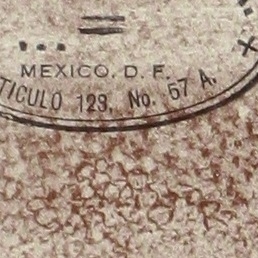 MEXICO, D. F.
TICULO 123, No. 57 A.